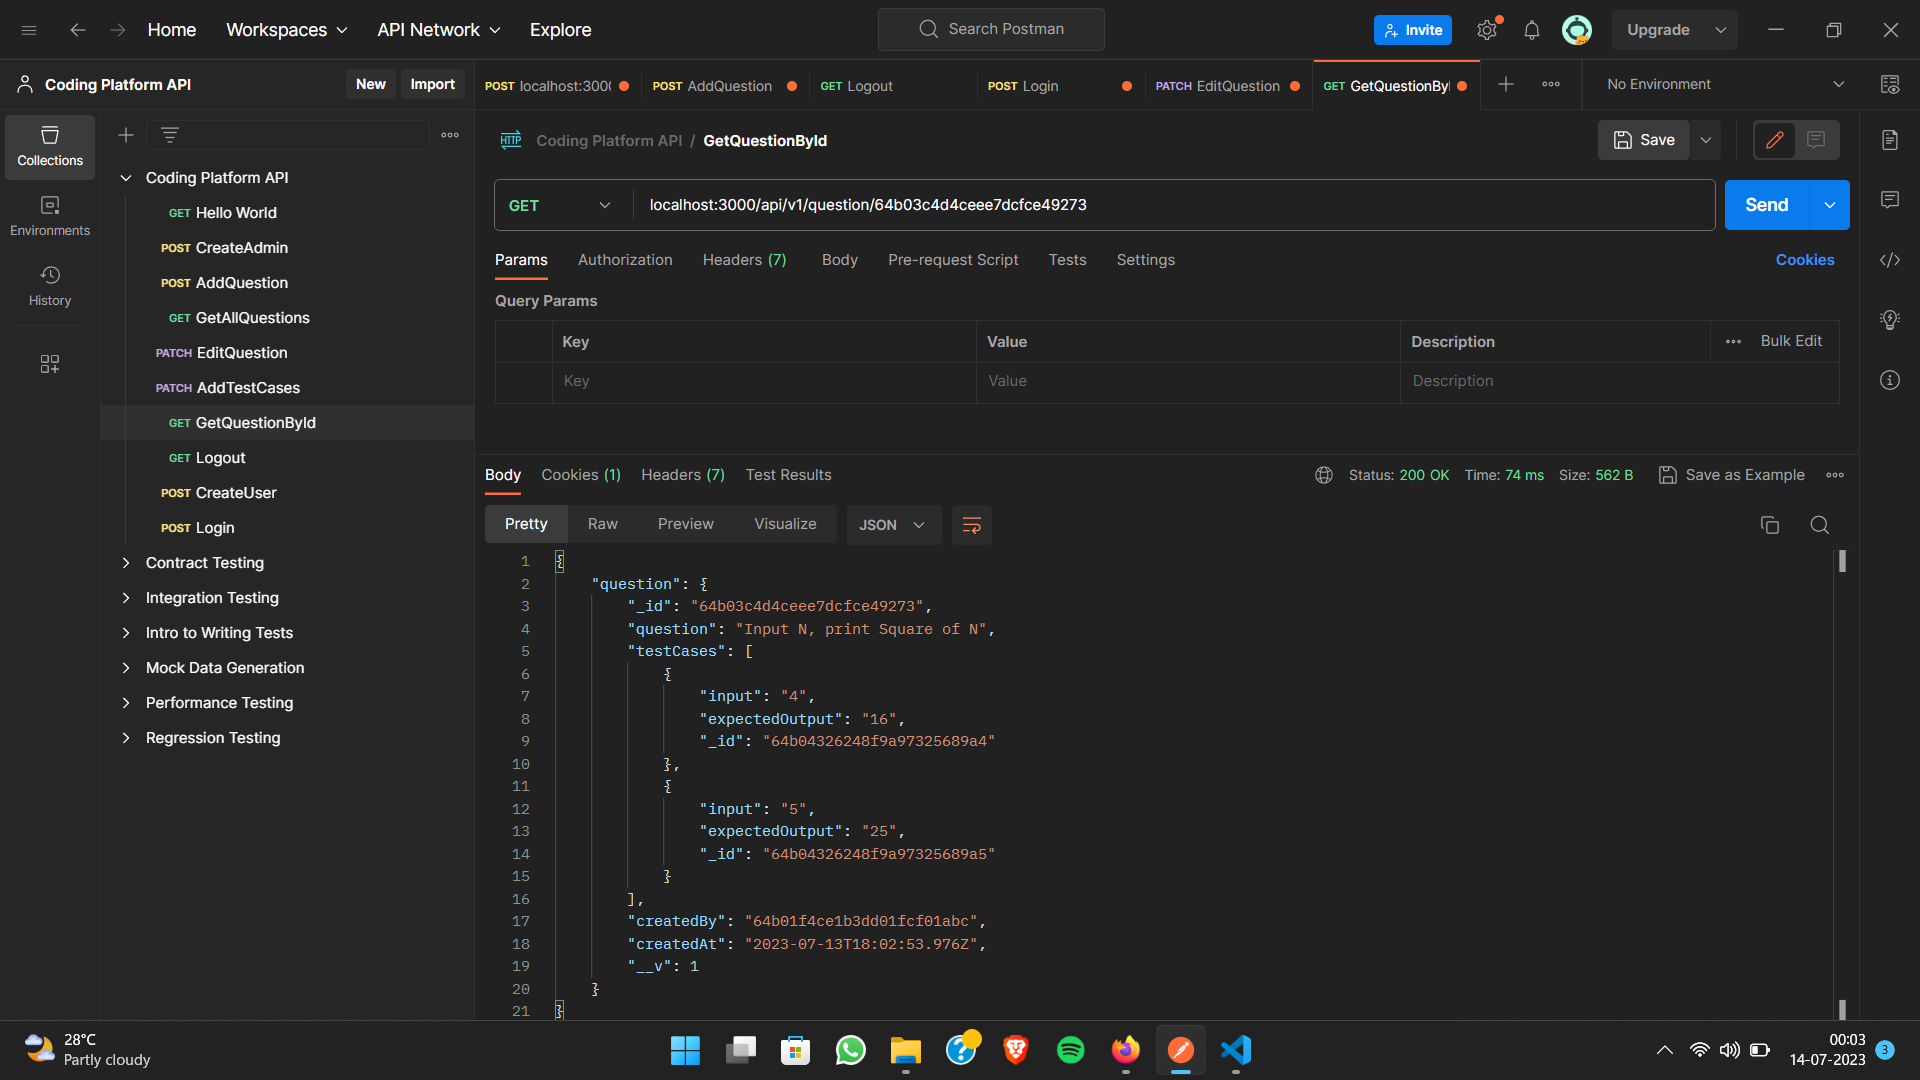 Home
Workspaces
API Network
Explore
Search Postman
Invite
Upgrade
Coding Platform API
New
Import
POST localhost:300
POST AddQuestion
GET Logout
POST Login
PATCH EditQuestion
GET GetQuestionBy
No Environment
Collections
Environments
History
Coding Platform API
GET Hello World
POST CreateAdmin
POST AddQuestion
GET GetAllQuestions
PATCH EditQuestion
PATCH AddTestCases
GET GetQuestionById
GET Logout
POST CreateUser
POST Login
Contract Testing
Integration Testing
Intro to Writing Tests
Mock Data Generation
Performance Testing
Regression Testing
HTTP Coding Platform API / GetQuestionById
Save
GET
localhost:3000/api/v1/question/64b03c4d4ceee7dcfce49273
Send
Params
Authorization
Headers (7)
Body
Pre-request Script
Tests
Settings
Cookies
Query Params
Key
Value
Description
Bulk Edit
Key
Value
Description
Body
Cookies (1)
Headers (7)
Test Results
Status: 200 OK
Time: 74 ms
Size: 562 B
Save as Example
Pretty
Raw
Preview
Visualize
JSON
1 {
2 "question": {
3 "_id": "64b03c4d4ceee7dcfce49273",
4 "question": "Input N, print Square of N",
5 "testCases": [
6 {
7 "input": "4",
8 "expectedOutput": "16",
9 "_id": "64b04326248f9a97325689a4"
10 },
11 {
12 "input": "5",
13 "expectedOutput": "25",
14 "_id": "64b04326248f9a97325689a5"
15 }
16 ],
17 "createdBy": "64b01f4ce1b3dd01fcf01abc",
18 "createdAt": "2023-07-13T18:02:53.976Z",
19 "__v": 1
20 }
21 }
28°C
Partly cloudy
00:03
14-07-2023
3